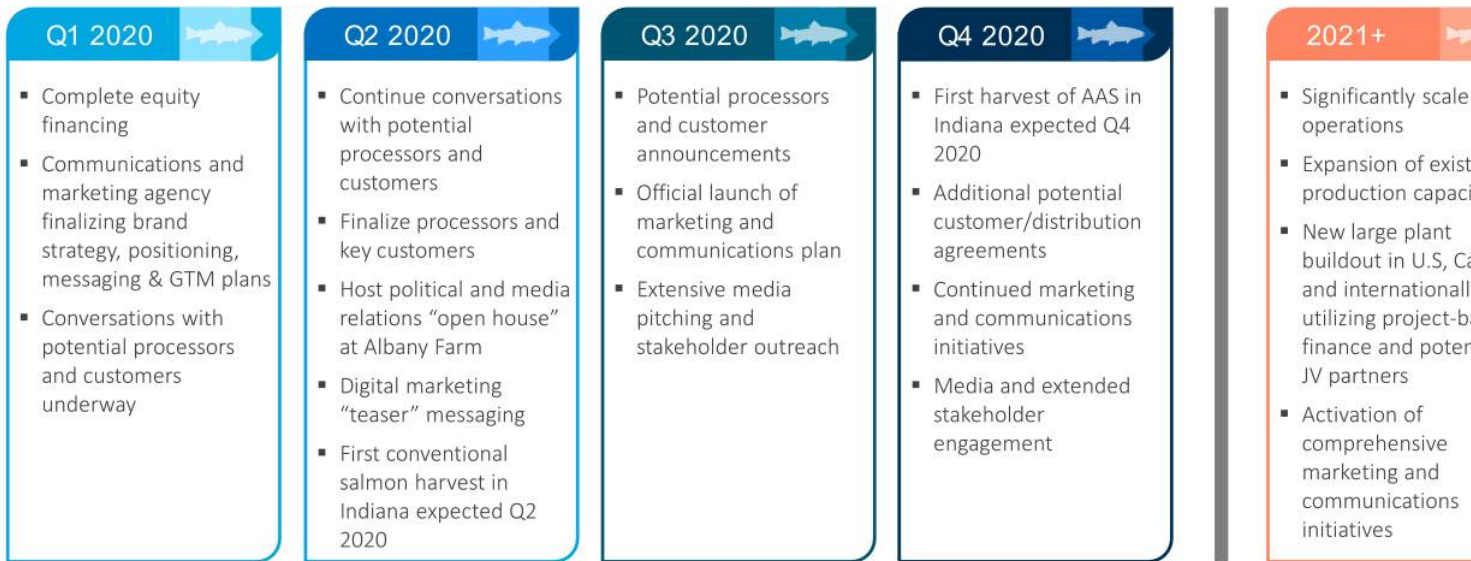 Q1 2020
▪ Complete equity
financing
▪ Communications and
marketing agency
finalizing brand
strategy, positioning,
messaging & GTM plans
▪ Conversations with
potential processors
and customers
underway
Q2 2020
▪ Continue conversations
with potential
processors and
customers
▪ Finalize processors and
key customers
▪ Host political and media
relations “open house”
at Albany Farm
▪ Digital marketing
“teaser” messaging
▪ First conventional
salmon harvest in
Indiana expected Q2
2020
Q3 2020
▪ Potential processors
and customer
announcements
▪ Official launch of
marketing and
communications plan
▪ Extensive media
pitching and
stakeholder outreach
Q4 2020
▪ First harvest of AAS in
Indiana expected Q4
2020
▪ Additional potential
customer/distribution
agreements
▪ Continued marketing
and communications
initiatives
▪ Media and extended
stakeholder
engagement
2021+
▪ Significantly scale
operations
▪ Expansion of
production
▪ New large plant
buildout in U.S,
and
utilizing
finance and
JV partners
▪ Activation of
comprehensive
marketing and
communications
initiatives